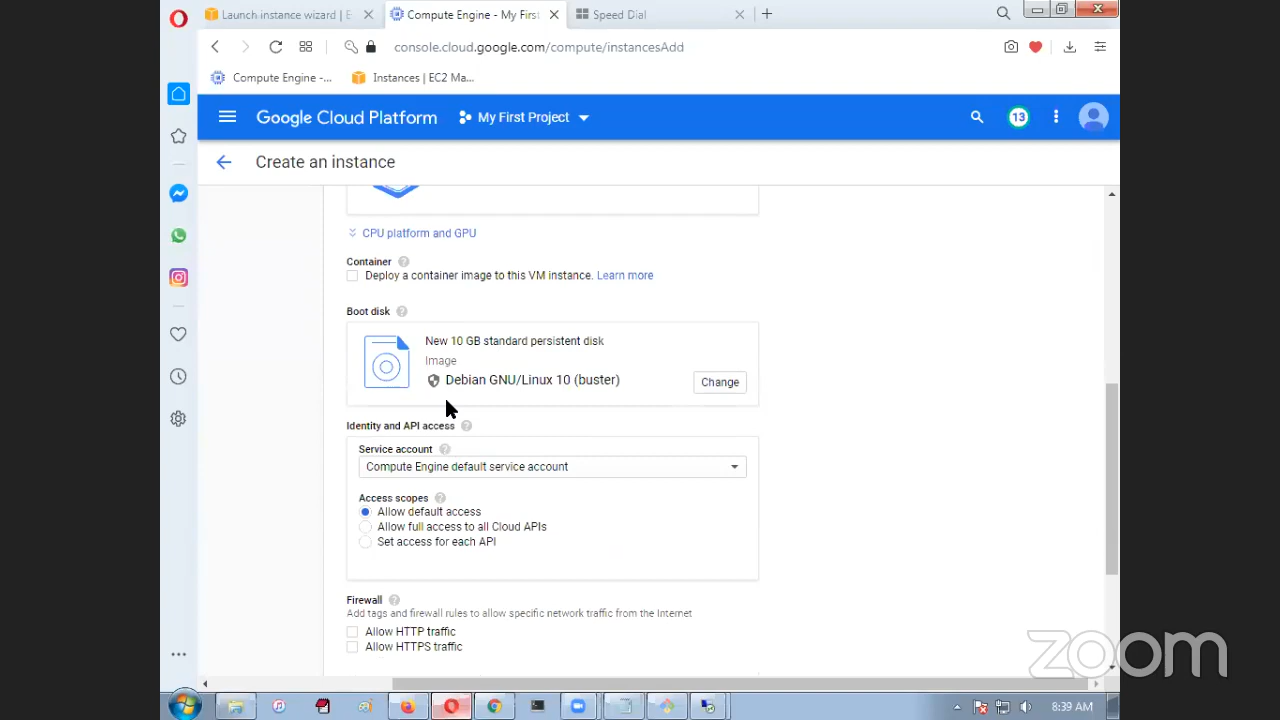 Launch instance wizard | E
Compute Engine - My First
Speed Dial
console.cloud.google.com/compute/instancesAdd
Compute Engine -...
Instances | EC2 Ma...
Google Cloud Platform
My First Project
13
Create an instance
CPU platform and GPU
Container
Deploy a container image to this VM instance. Learn more
Boot disk
New 10 GB standard persistent disk
Image
Debian GNU/Linux 10 (buster)
Change
Identity and API access
Service account
Compute Engine default service account
Access scopes
Allow default access
Allow full access to all Cloud APIs
Set access for each API
Firewall
Add tags and firewall rules to allow specific network traffic from the Internet
Allow HTTP traffic
Allow HTTPS traffic
zoom
8:39 AM